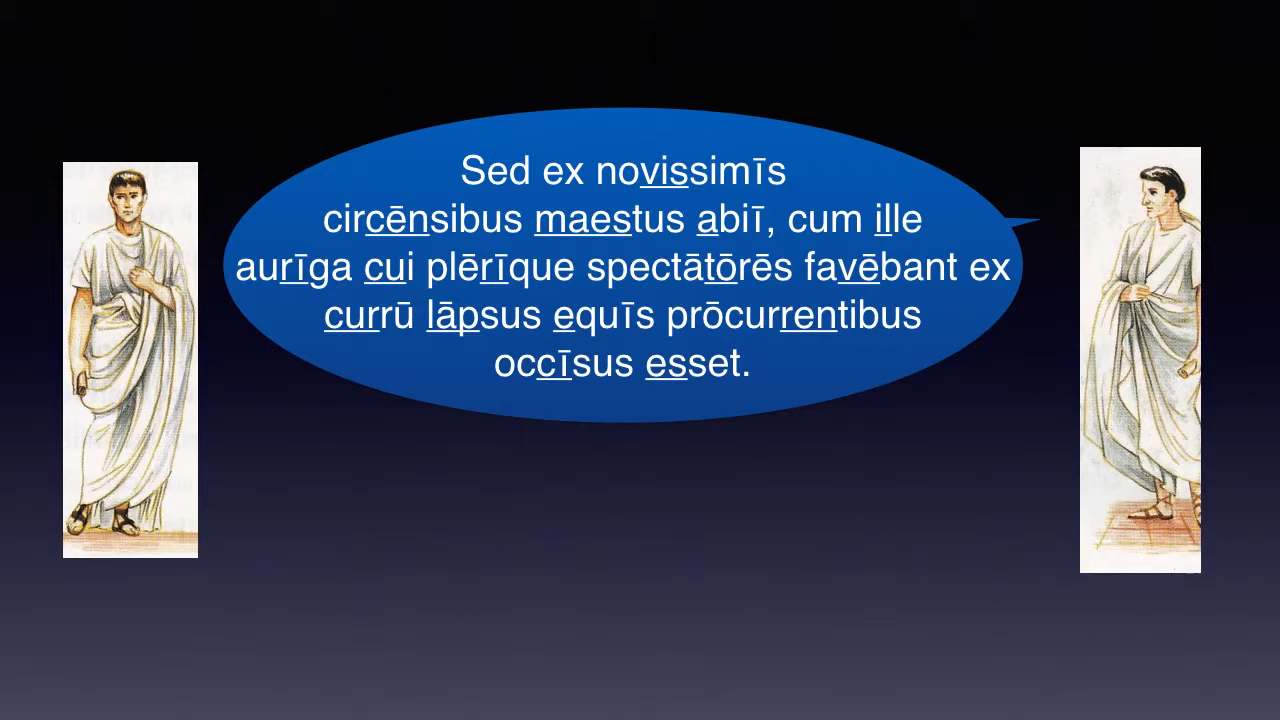 Sed ex novissimīs
circēnsibus maestus abiī, cum ille
aurīga cui plērīque spectātōrēs favēbant ex
currū lāpsus equīs prōcurrentibus
occīsus esset.